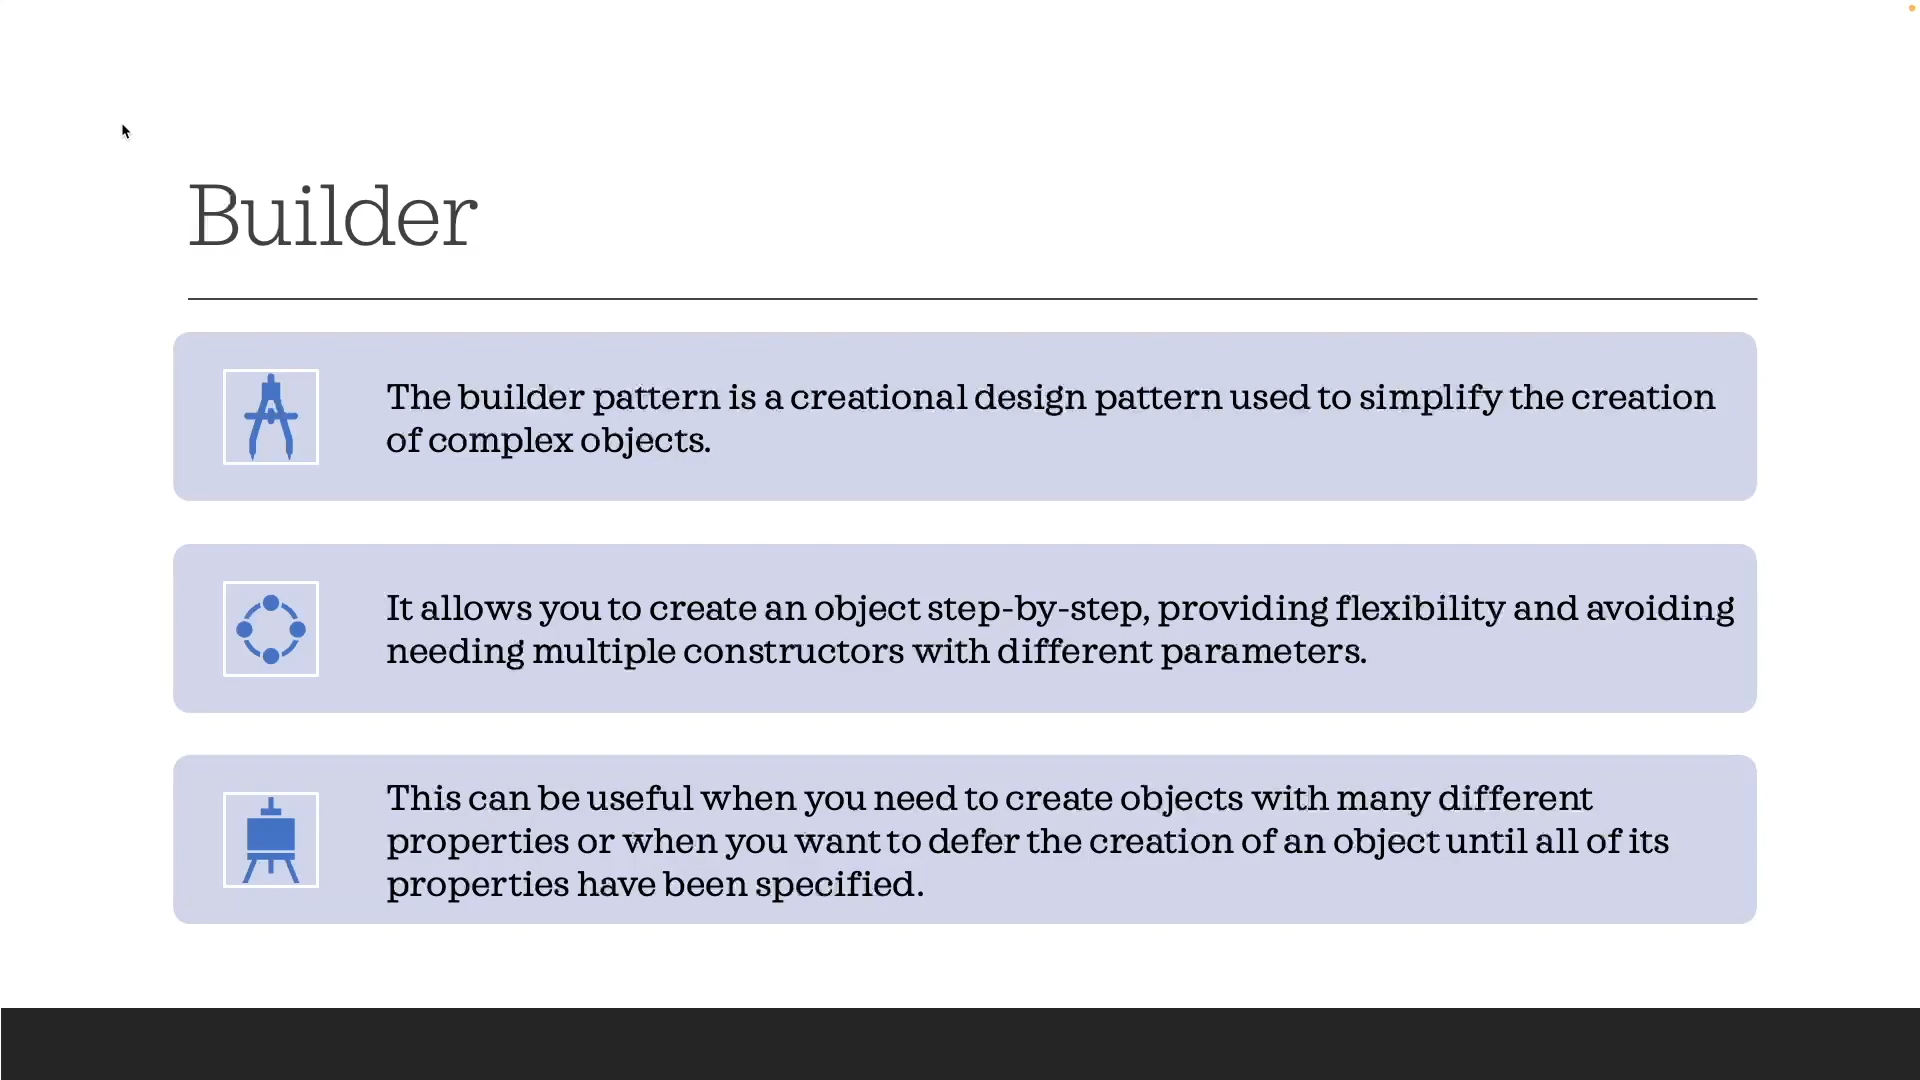 Builder
The builder pattern is a creational design pattern used to simplify the creation
of complex objects.
It allows you to create an object step-by-step, providing flexibility and avoiding
needing multiple constructors with different parameters.
This can be useful when you need to create objects with many different
properties or when you want to defer the creation of an object until all of its
properties have been specified.